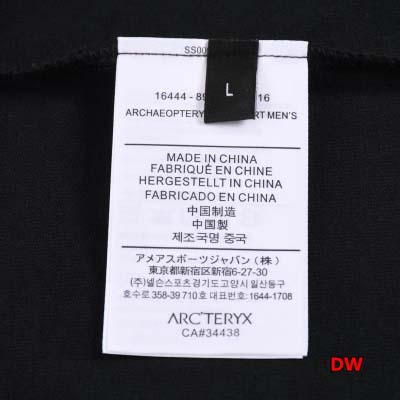 SS00
L
16444 - 8 16
ARCHAEOPTERY RT MEN'S
MADE IN CHINA
FABRIQUÉ EN CHINE
HERGESTELLT IN CHINA
FABRICADO EN CHINA
中国制造
中国製
제조국명 중국
アメアスポーツジャパン(株)
東京都新宿区新宿6-27-30
(주)넬슨스포츠경기도고양시일산동구
호수로 358-39 710호 대표번호:1644-1708
ARC'TERYX
CA#34438
DW